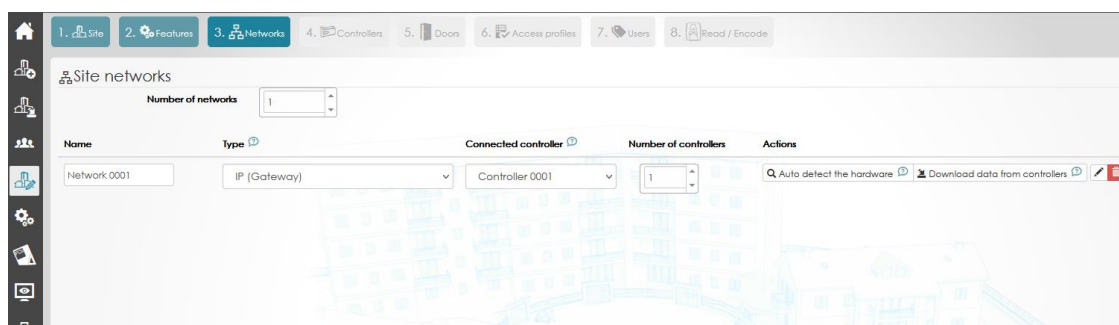 1. Site 2. Features 3. Networks 4. Controllers 5. Doors 6. Access profiles 7. Users 8. Read / Encode
Site networks
Number of networks 1
Name Type Connected controller Number of controllers Actions
Network 0001 IP (Gateway) Controller 0001 1 Auto detect the hardware Download data from controllers